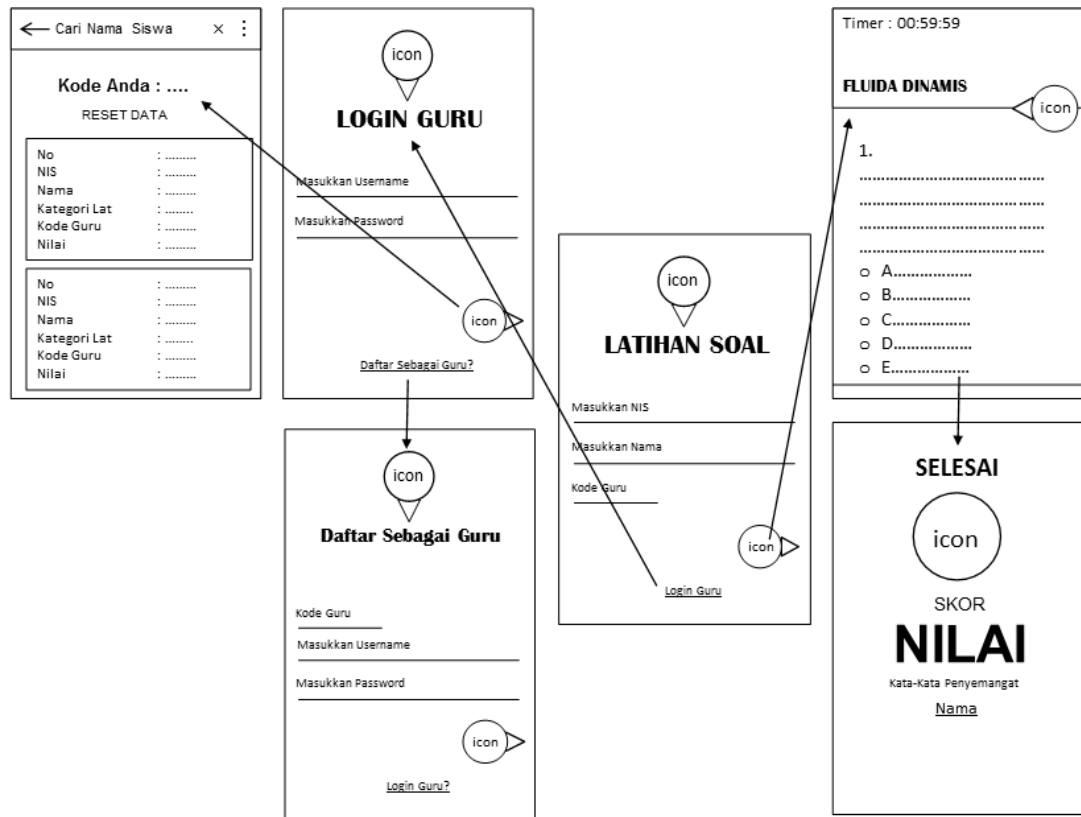 Cari Nama Siswa
Kode Anda : ....
RESET DATA
No : .........
NIS : .........
Nama : .........
Kategori Lat : ........
Kode Guru : .........
Nilai : .........
No : .........
NIS : .........
Nama : .........
Kategori Lat : ........
Kode Guru : .........
Nilai : .........
icon
LOGIN GURU
Masukkan Username
Masukkan Password
icon
Daftar Sebagai Guru?
icon
Daftar Sebagai Guru
Kode Guru
Masukkan Username
Masukkan Password
icon
Login Guru?
icon
LATIHAN SOAL
Masukkan NIS
Masukkan Nama
Kode Guru
icon
Login Guru
Timer : 00:59:59
FLUIDA DINAMIS
icon
1.
.......................................
.......................................
.......................................
.......................................
A..................
B..................
C..................
D..................
E..................
SELESAI
icon
SKOR
NILAI
Kata-Kata Penyemangat
Nama